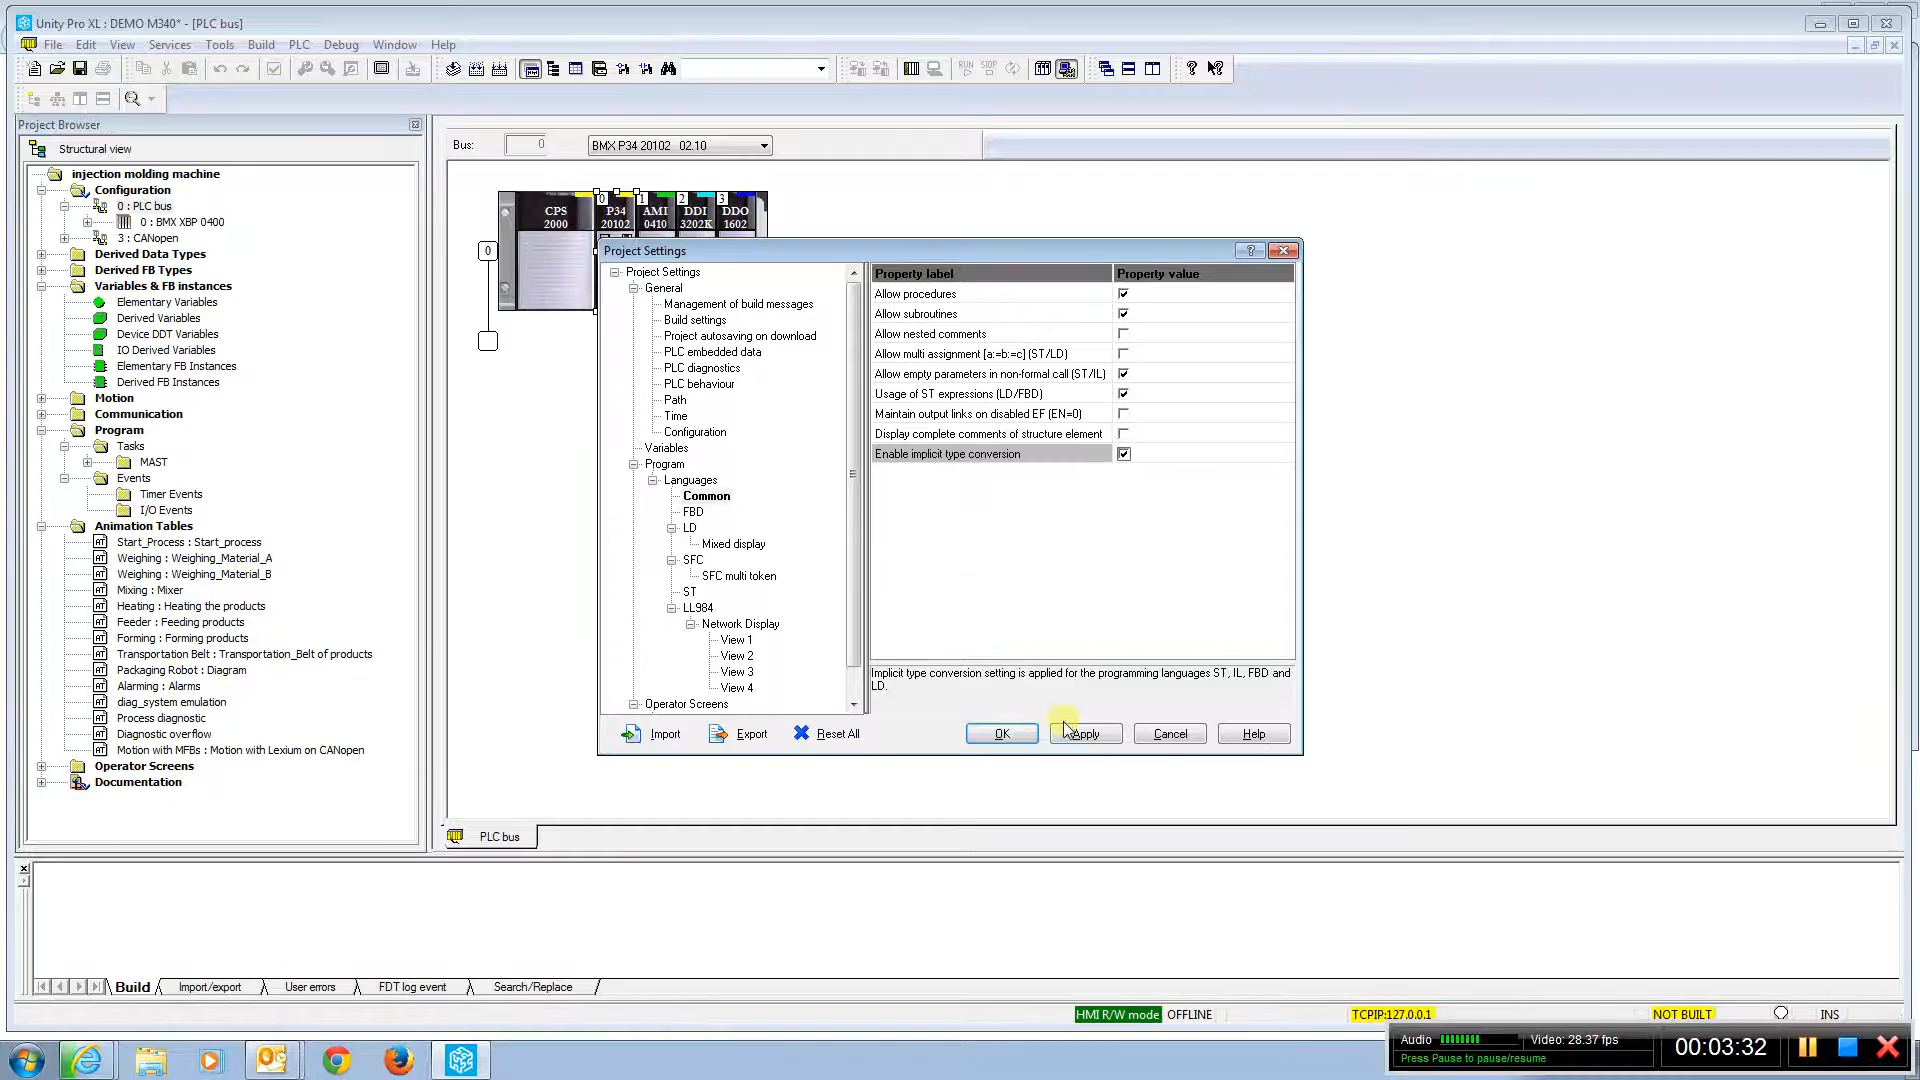 Unity Pro XL : DEMO M340* - [PLC bus]
File Edit View Services Tools Build PLC Debug Window Help
RUN STOP
Project Browser
Structural view
injection molding machine
Configuration
0 : PLC bus
0 : BMX XBP 0400
3 : CANopen
Derived Data Types
Derived FB Types
Variables & FB instances
Elementary Variables
Derived Variables
Device DDT Variables
IO Derived Variables
Elementary FB Instances
Derived FB Instances
Motion
Communication
Program
Tasks
MAST
Events
Timer Events
I/O Events
Animation Tables
Start_Process : Start_process
Weighing : Weighing_Material_A
Weighing : Weighing_Material_B
Mixing : Mixer
Heating : Heating the products
Feeder : Feeding products
Forming : Forming products
Transportation Belt : Transportation_Belt of products
Packaging Robot : Diagram
Alarming : Alarms
diag_system emulation
Process diagnostic
Diagnostic overflow
Motion with MFBs : Motion with Lexium on CANopen
Operator Screens
Documentation
Bus: 0 BMX P34 20102 02.10
0 1 2 3
CPS P34 AMI DDI DDO
2000 20102 0410 3202K 1602
0
Project Settings
Project Settings
General
Management of build messages
Build settings
Project autosaving on download
PLC embedded data
PLC diagnostics
PLC behaviour
Path
Time
Configuration
Variables
Program
Languages
Common
FBD
LD
Mixed display
SFC
SFC multi token
ST
LL984
Network Display
View 1
View 2
View 3
View 4
Operator Screens
Property label Property value
Allow procedures
Allow subroutines
Allow nested comments
Allow multi assignment [a:=b:=c] (ST/LD)
Allow empty parameters in non-formal call (ST/IL)
Usage of ST expressions (LD/FBD)
Maintain output links on disabled EF (EN=0)
Display complete comments of structure element
Enable implicit type conversion
Implicit type conversion setting is applied for the programming languages ST, IL, FBD and
LD.
Import Export Reset All OK Apply Cancel Help
PLC bus
Build Import/export User errors FDT log event Search/Replace
HMI R/W mode OFFLINE TCPIP:127.0.0.1 NOT BUILT INS
Audio Video: 28.37 fps
Press Pause to pause/resume
00:03:32